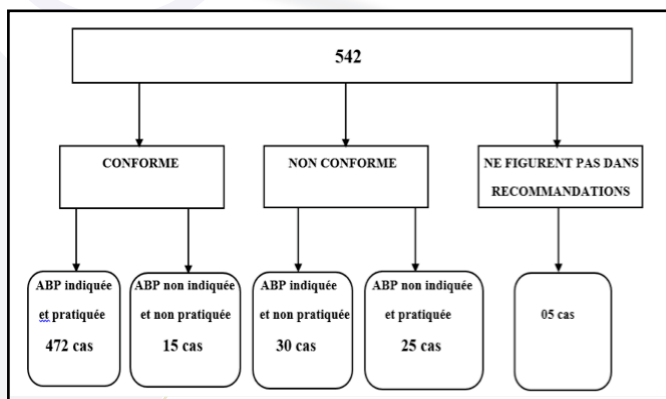 542
CONFORME
NON CONFORME
NE FIGURENT PAS DANS
RECOMMANDATIONS
ABP indiquée
et pratiquée
472 cas
ABP non indiquée
et non pratiquée
15 cas
ABP indiquée
et non pratiquée
30 cas
ABP non indiquée
et pratiquée
25 cas
05 cas